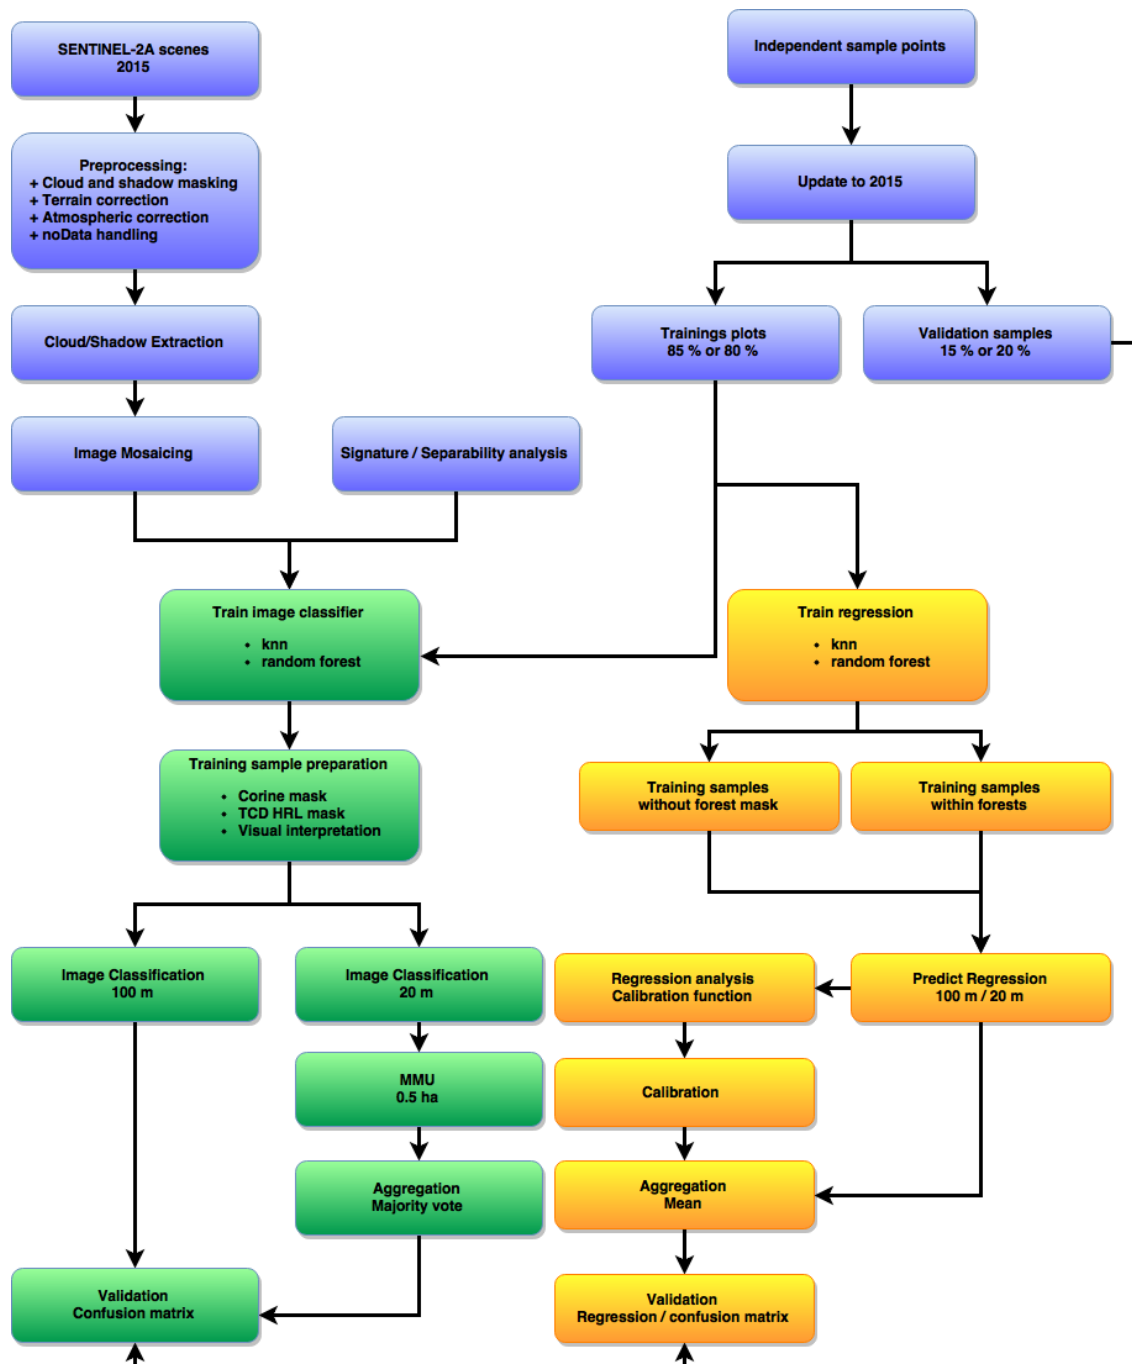 SENTINEL-2A scenes
2015
Preprocessing:
+ Cloud and shadow masking
+ Terrain correction
+ Atmospheric correction
+ noData handling
Cloud/Shadow Extraction
Image Mosaicing
Signature / Separability analysis
Independent sample points
Update to 2015
Trainings plots
85 % or 80 %
Validation samples
15 % or 20 %
Train image classifier
• knn
• random forest
Training sample preparation
• Corine mask
• TCD HRL mask
• Visual interpretation
Image Classification
100 m
Image Classification
20 m
MMU
0.5 ha
Aggregation
Majority vote
Validation
Confusion matrix
Train regression
• knn
• random forest
Training samples
without forest mask
Training samples
within forests
Predict Regression
100 m / 20 m
Regression analysis
Calibration function
Calibration
Aggregation
Mean
Validation
Regression / confusion matrix